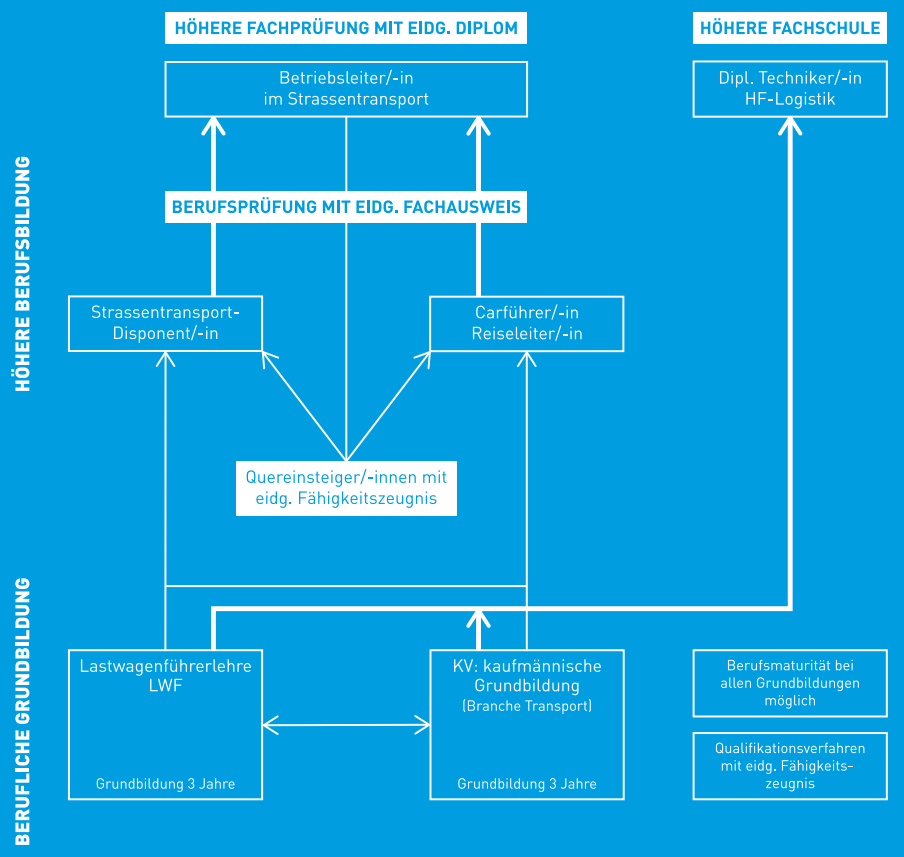 HÖHERE FACHPRÜFUNG MIT EIDG. DIPLOM
HÖHERE FACHSCHULE
Betriebsleiter/-in
im Strassentransport
Dipl. Techniker/-in
HF-Logistik
HÖHERE BERUFSBILDUNG
BERUFSPRÜFUNG MIT EIDG. FACHAUSWEIS
Strassentransport-
Disponent/-in
Carführer/-in
Reiseleiter/-in
Quereinsteiger/-innen mit
eidg. Fähigkeitszeugnis
BERUFLICHE GRUNDBILDUNG
Lastwagenführerlehre
LWF
Grundbildung 3 Jahre
KV: kaufmännische
Grundbildung
(Branche Transport)
Grundbildung 3 Jahre
Berufsmaturität bei
allen Grundbildungen
möglich
Qualifikationsverfahren
mit eidg. Fähigkeits-
zeugnis